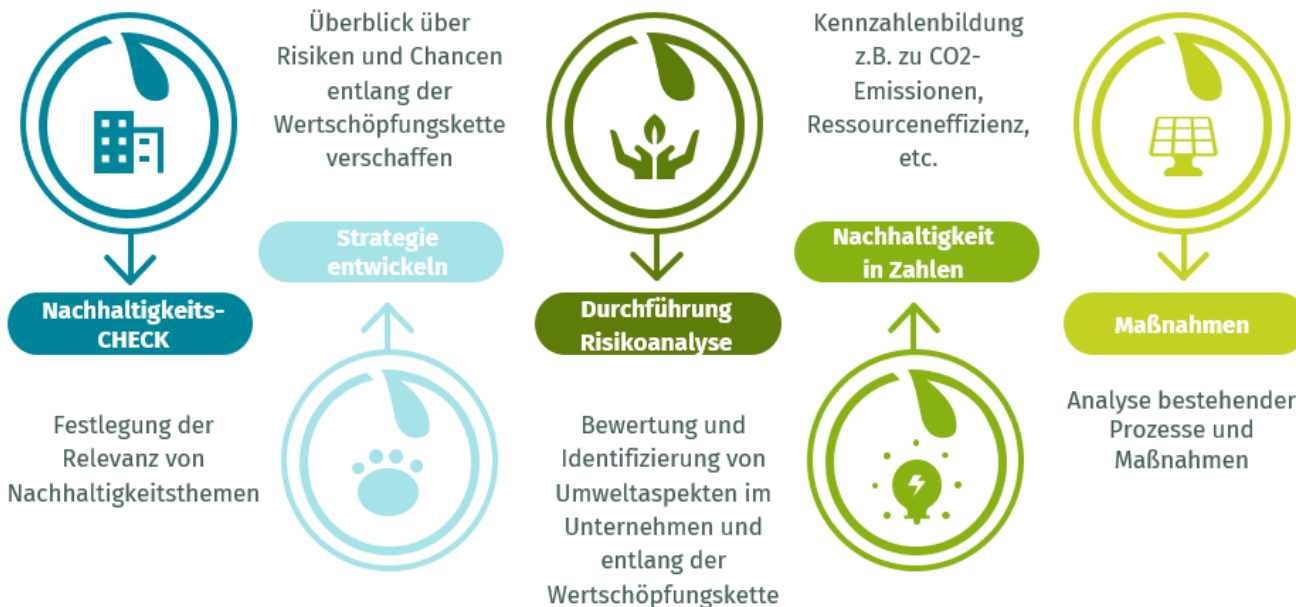 Nachhaltigkeits-
CHECK
Festlegung der
Relevanz von
Nachhaltigkeitsthemen
Überblick über
Risiken und Chancen
entlang der
Wertschöpfungskette
verschaffen
Strategie
entwickeln
Durchführung
Risikoanalyse
Bewertung und
Identifizierung von
Umweltaspekten im
Unternehmen und
entlang der
Wertschöpfungskette
Kennzahlenbildung
z.B. zu CO2-
Emissionen,
Ressourceneffizienz,
etc.
Nachhaltigkeit
in Zahlen
Maßnahmen
Analyse bestehender
Prozesse und
Maßnahmen